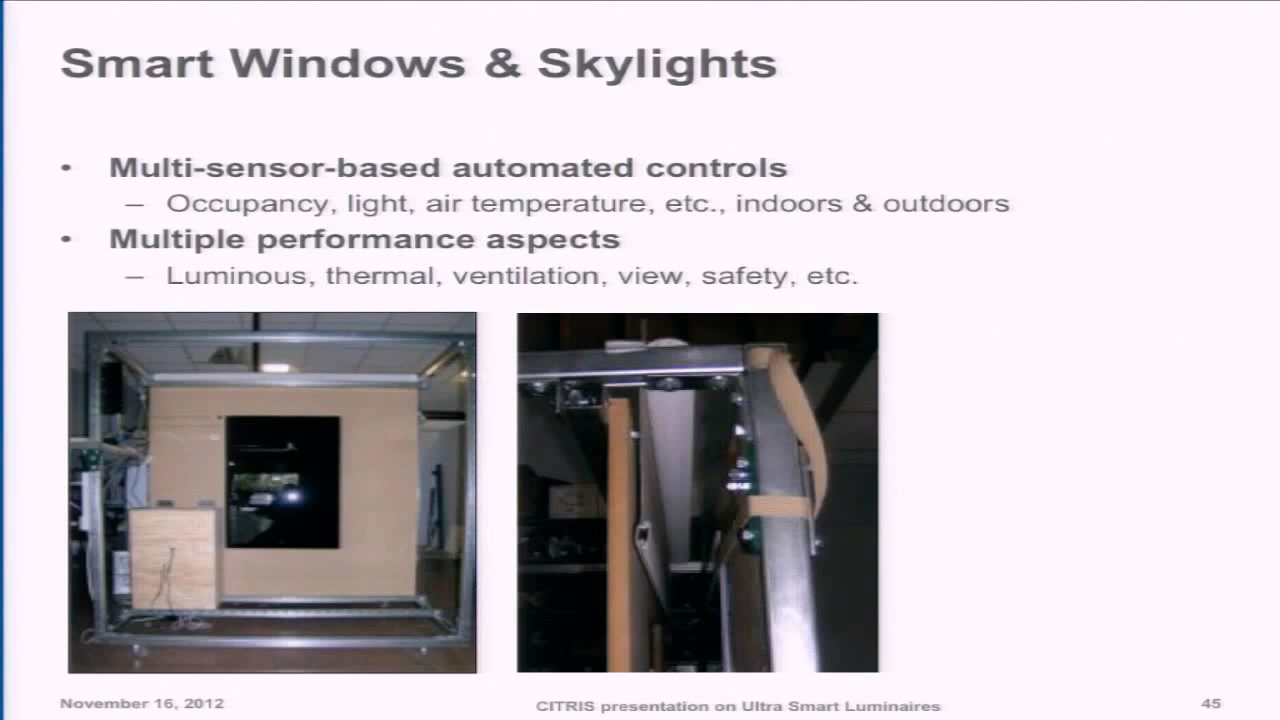 Smart Windows & Skylights
• Multi-sensor-based automated controls
– Occupancy, light, air temperature, etc., indoors & outdoors
• Multiple performance aspects
– Luminous, thermal, ventilation, view, safety, etc.
November 16, 2012
CITRIS presentation on Ultra Smart Luminaires
45